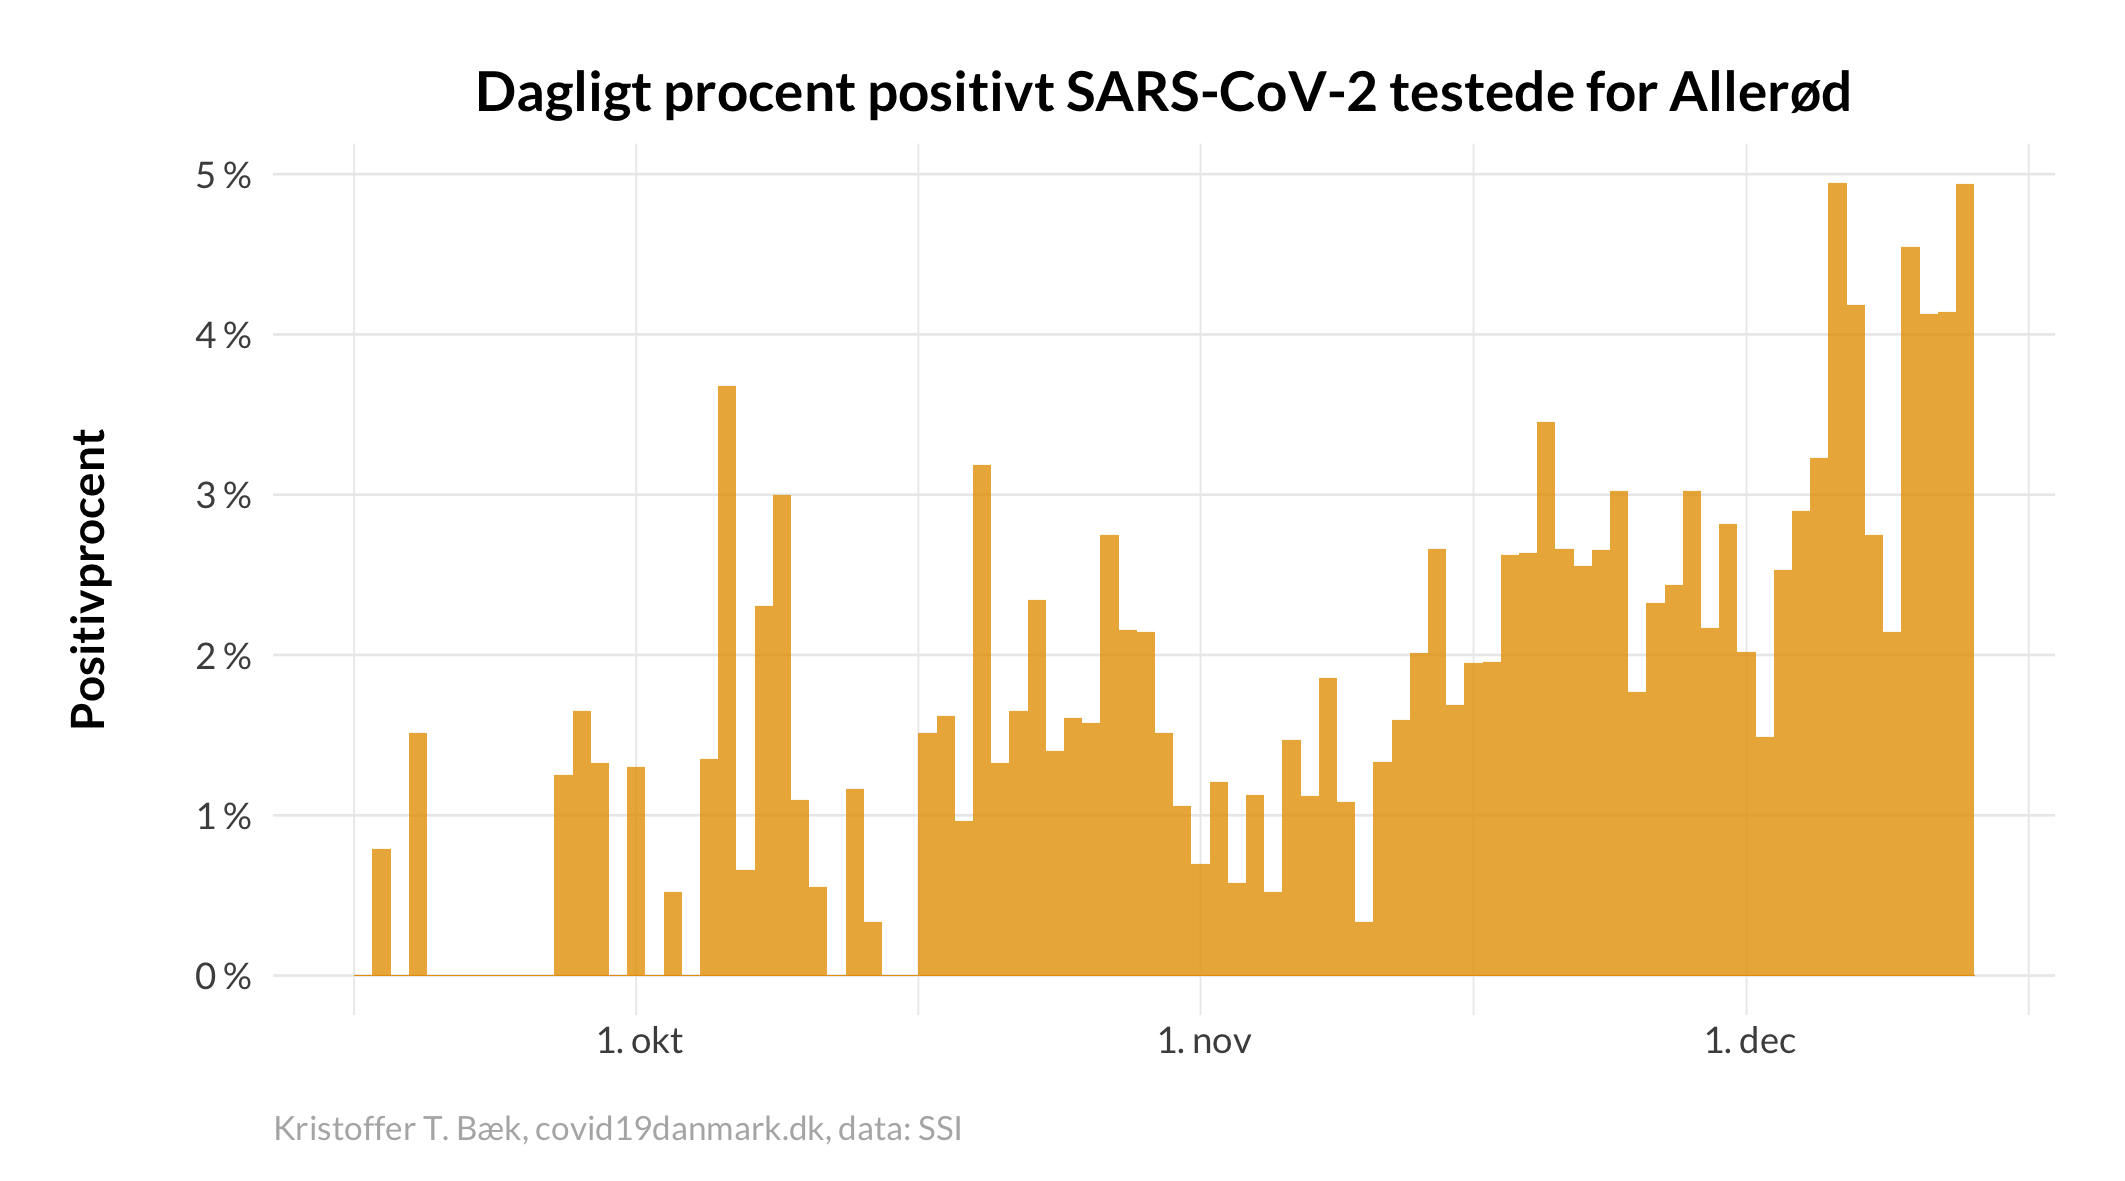 Dagligt procent positivt SARS-CoV-2 testede for Allerød
Positivprocent
5 %
4 %
3 %
2 %
1 %
0 %
1. okt
1. nov
1. dec
Kristoffer T. Bæk, covid19danmark.dk, data: SSI